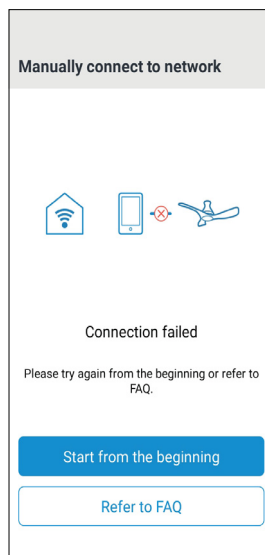 Manually connect to network
Connection failed
Please try again from the beginning or refer to
FAQ.
Start from the beginning
Refer to FAQ